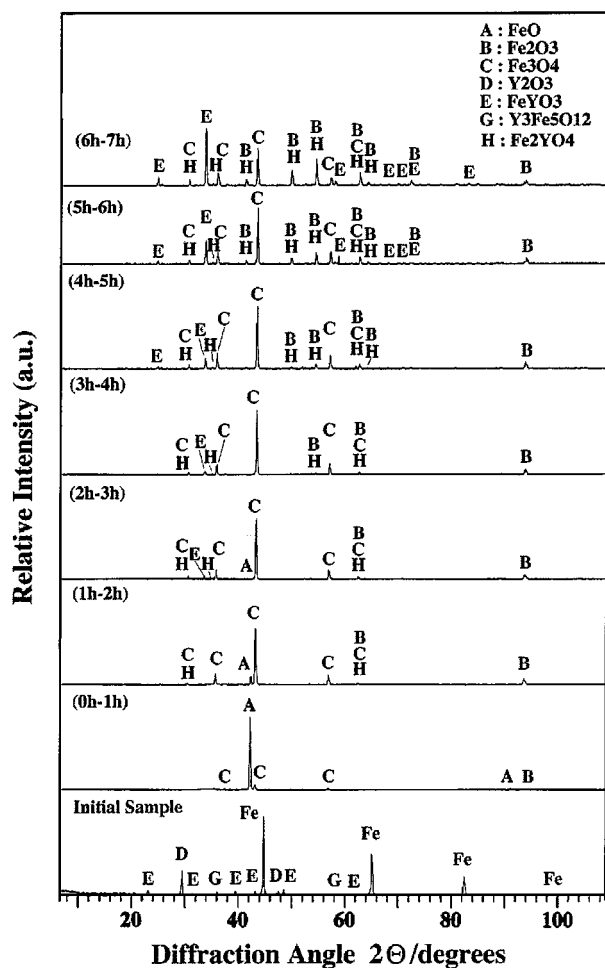 A : FeO
B : Fe2O3
C : Fe3O4
D : Y2O3
E : FeYO3
G : Y3Fe5O12
H : Fe2YO4
(6h-7h)
E C H E H C B H C B H B H C E B C H B H E E B E E B
(5h-6h)
E C H E H C B H C B H B H C E B C H B H E E B E B
(4h-5h)
E C H E H C C B H B H C B C H B H B
(3h-4h)
C H E H C C B H C B C H B
(2h-3h)
C H E H C A C C B C H B
(1h-2h)
C H C A C C B C H B
(0h-1h)
A
C C C A B
Initial Sample
Fe
Fe
Fe
Fe
D
E E G E E D E G E
20 40 60 80 100
Diffraction Angle 2Θ/degrees
Relative Intensity (a.u.)